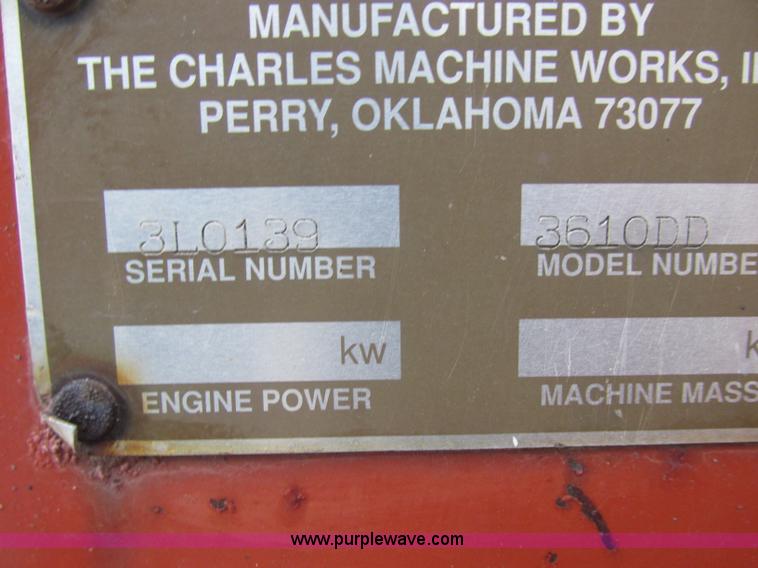 MANUFACTURED BY
THE CHARLES MACHINE WORKS,
PERRY, OKLAHOMA 73077
3L0139 3610DD
SERIAL NUMBER MODEL NUMBE
kw k
ENGINE POWER MACHINE MASS
www.purplewave.com